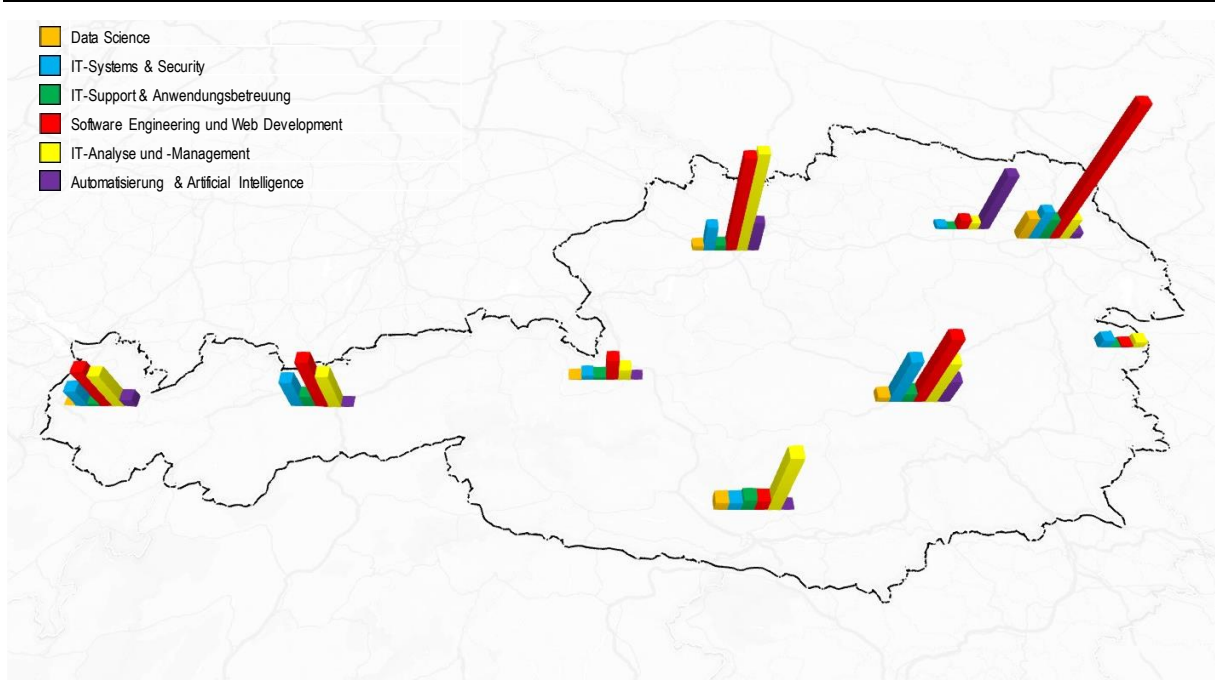 Data Science
IT-Systems & Security
IT-Support & Anwendungsbetreuung
Software Engineering und Web Development
IT-Analyse und -Management
Automatisierung & Artificial Intelligence